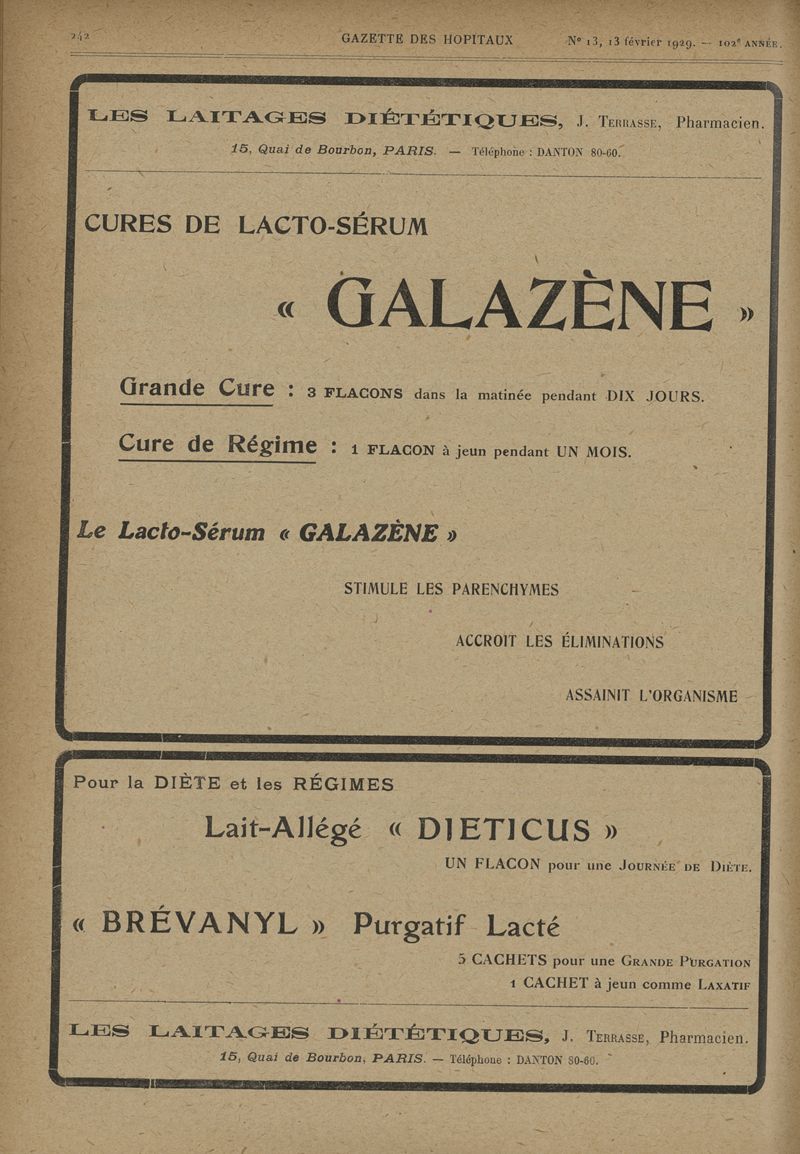 242 GAZETTE DES HOPITAUX N° 13, 13 février 1929. — 102e ANNÉE.
LES LAITAGES DIÉTÉTIQUES, J. TERRASSE, Pharmacien.
15, Quai de Bourbon, PARIS. — Téléphone : DANTON 80-60.
CURES DE LACTO-SÉRUM
« GALAZÈNE »
Grande Cure : 3 FLACONS dans la matinée pendant DIX JOURS.
Cure de Régime : 1 FLACON à jeun pendant UN MOIS.
Le Lacto-Sérum « GALAZÈNE »
STIMULE LES PARENCHYMES
ACCROIT LES ÉLIMINATIONS
ASSAINIT L'ORGANISME
Pour la DIÈTE et les RÉGIMES
Lait-Allégé « DIETICUS »
UN FLACON pour une JOURNÉE DE DIÈTE.
« BRÉVANYL » Purgatif Lacté
5 CACHETS pour une GRANDE PURGATION
1 CACHET à jeun comme LAXATIF
LES LAITAGES DIÉTÉTIQUES, J. TERRASSE, Pharmacien.
15, Quai de Bourbon, PARIS. — Téléphone : DANTON 80-60.